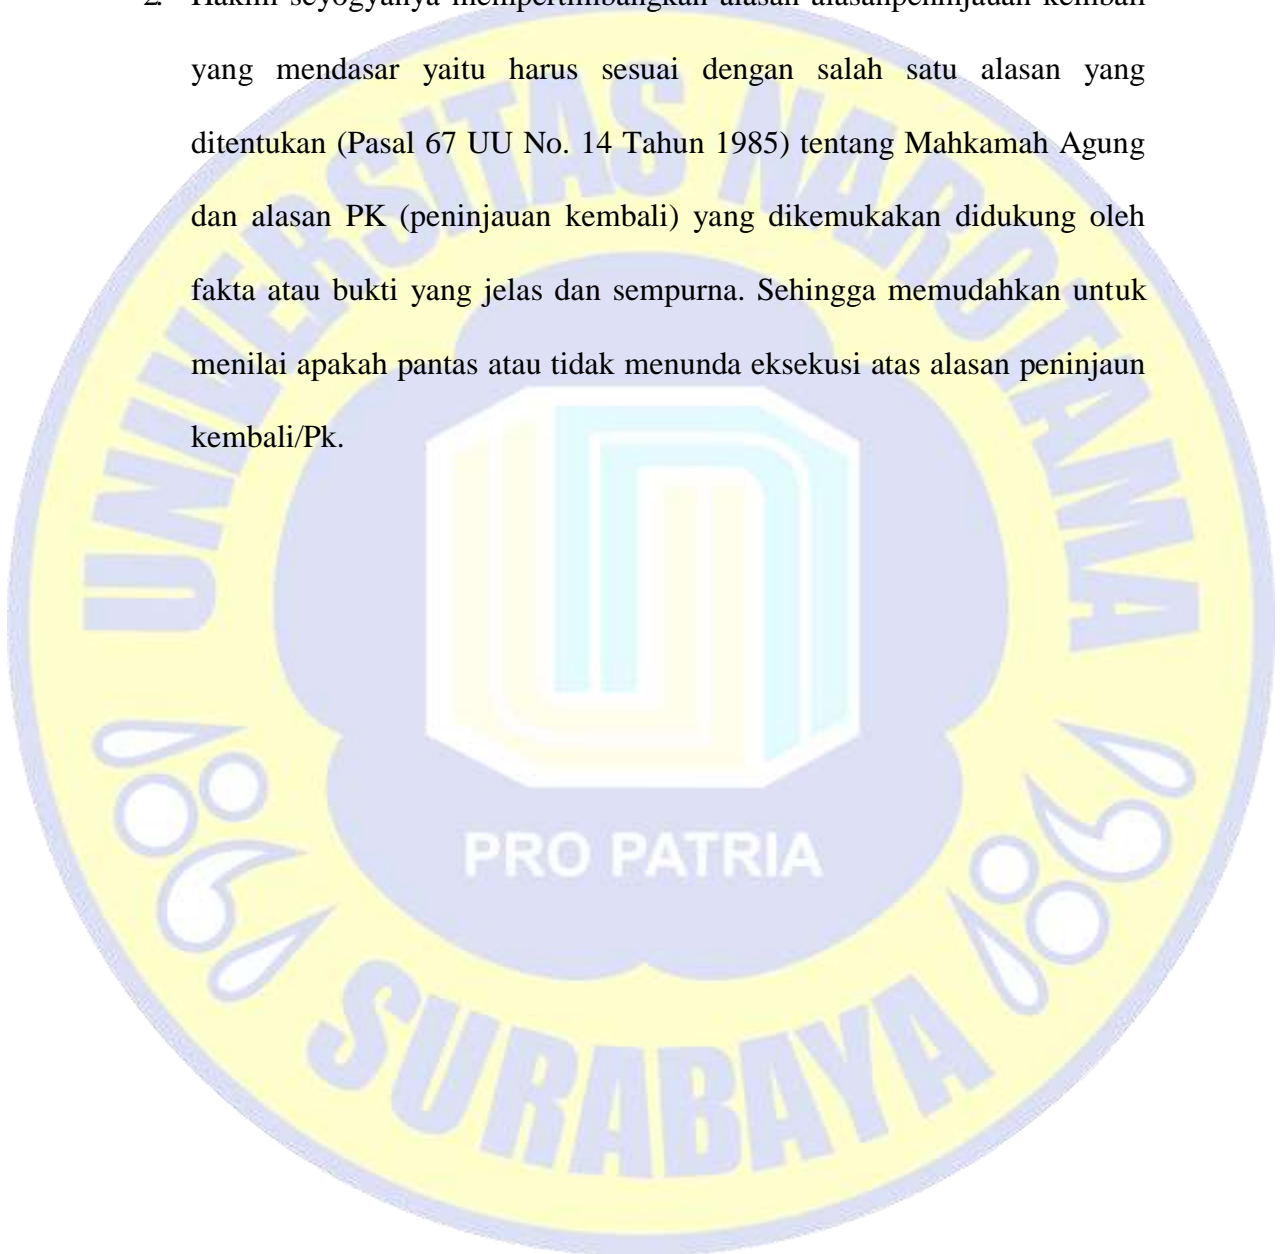 2. Hakim seyogyanya mempertimbangkan alasan-alasanpeninjauan kembali
yang mendasar yaitu harus sesuai dengan salah satu alasan yang
ditentukan (Pasal 67 UU No. 14 Tahun 1985) tentang Mahkamah Agung
dan alasan PK (peninjauan kembali) yang dikemukakan didukung oleh
fakta atau bukti yang jelas dan sempurna. Sehingga memudahkan untuk
menilai apakah pantas atau tidak menunda eksekusi atas alasan peninjaun
kembali/Pk.
UNIVERSITAS NAROTAMA
PRO PATRIA
SURABAYA